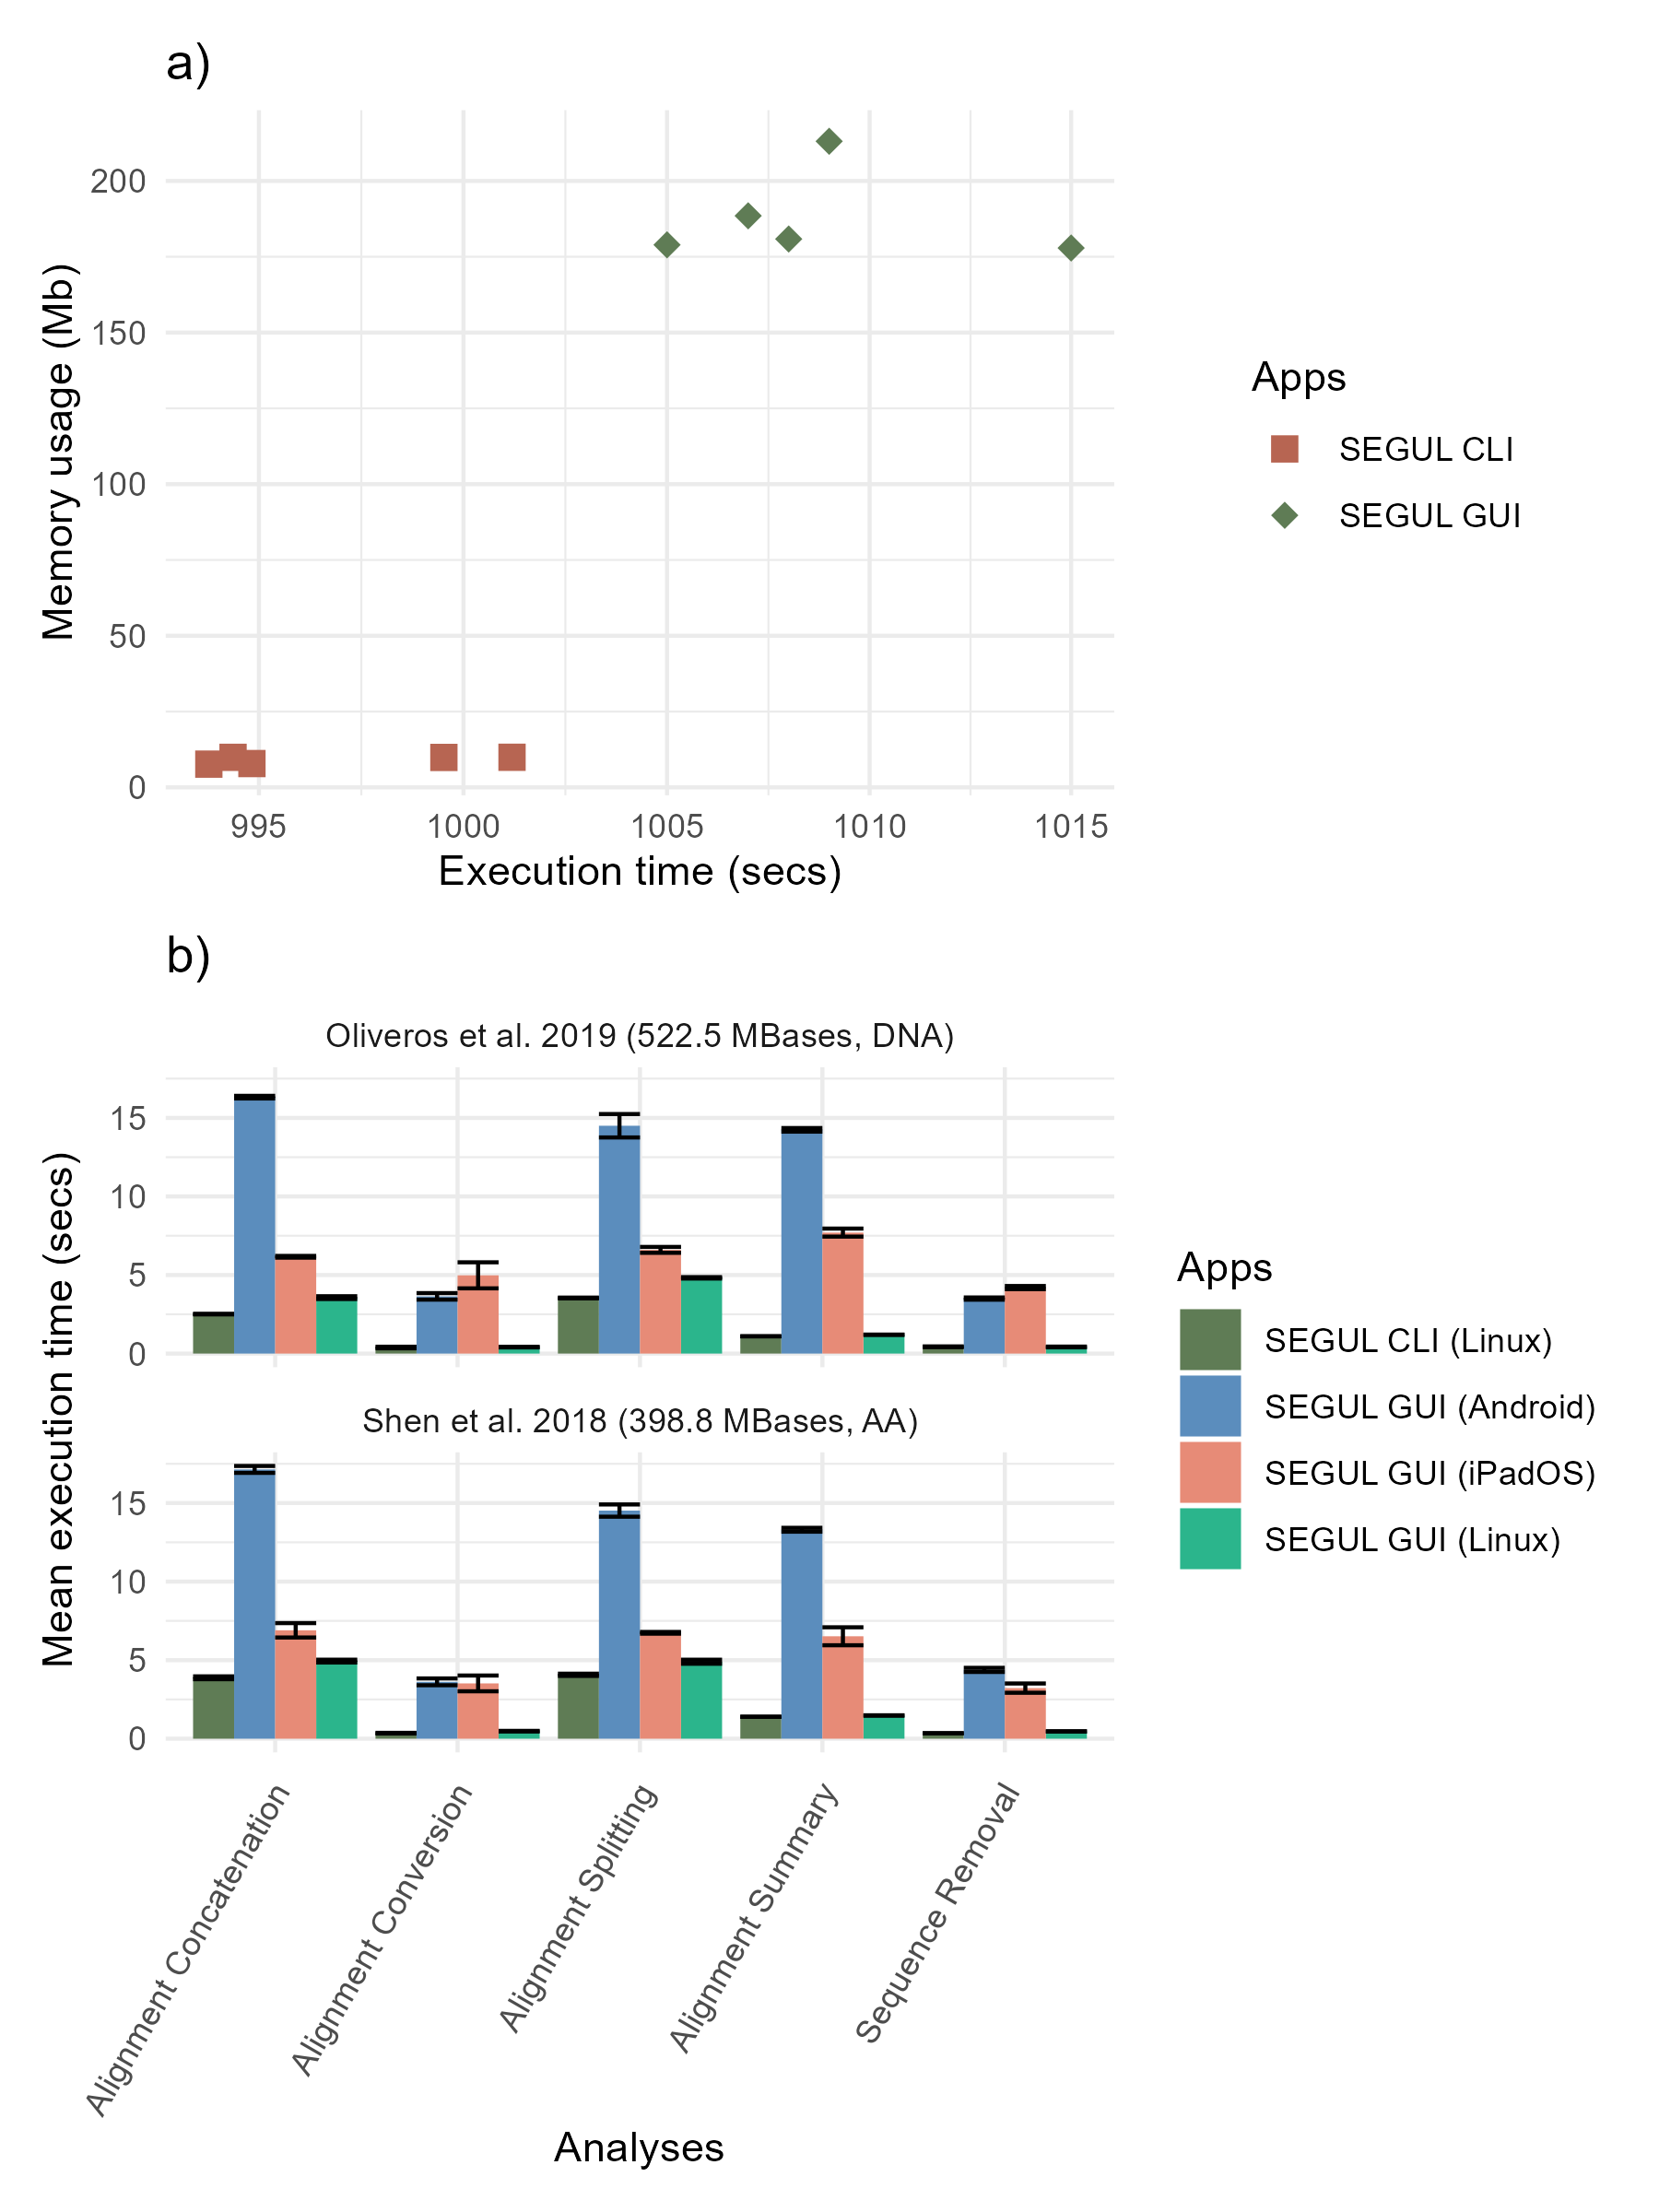 a)
200
150
100
50
0
Memory usage (Mb)
995 1000 1005 1010 1015
Execution time (secs)
Apps
SEGUL CLI
SEGUL GUI
b)
Oliveros et al. 2019 (522.5 MBases, DNA)
15
10
5
0
Shen et al. 2018 (398.8 MBases, AA)
15
10
5
0
Mean execution time (secs)
Alignment Concatenation
Alignment Conversion
Alignment Splitting
Alignment Summary
Sequence Removal
Analyses
Apps
SEGUL CLI (Linux)
SEGUL GUI (Android)
SEGUL GUI (iPadOS)
SEGUL GUI (Linux)